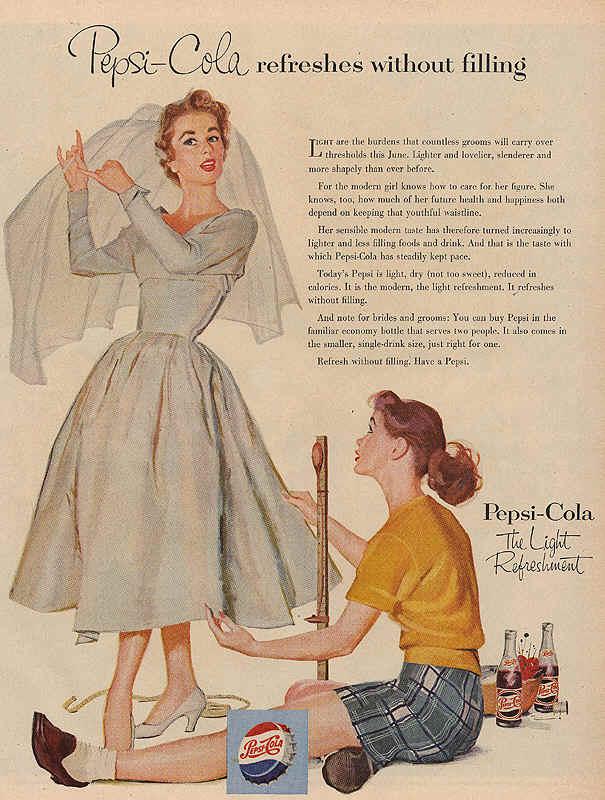 Pepsi-Cola refreshes without filling
LIGHT are the burdens that countless grooms will carry over
thresholds this June. Lighter and lovelier, slenderer and
more shapely than ever before.
For the modern girl knows how to care for her figure. She
knows, too, how much of her future health and happiness both
depend on keeping that youthful waistline.
Her sensible modern taste has therefore turned increasingly to
lighter and less filling foods and drink. And that is the taste with
which Pepsi-Cola has steadily kept pace.
Today's Pepsi is light, dry (not too sweet), reduced in
calories. It is the modern, the light refreshment. It refreshes
without filling.
And note for brides and grooms: You can buy Pepsi in the
familiar economy bottle that serves two people. It also comes in
the smaller, single-drink size, just right for one.
Refresh without filling. Have a Pepsi.
Pepsi-Cola
The Light
Refreshment
Pepsi-Cola
Pepsi-Cola
PEPSI-COLA